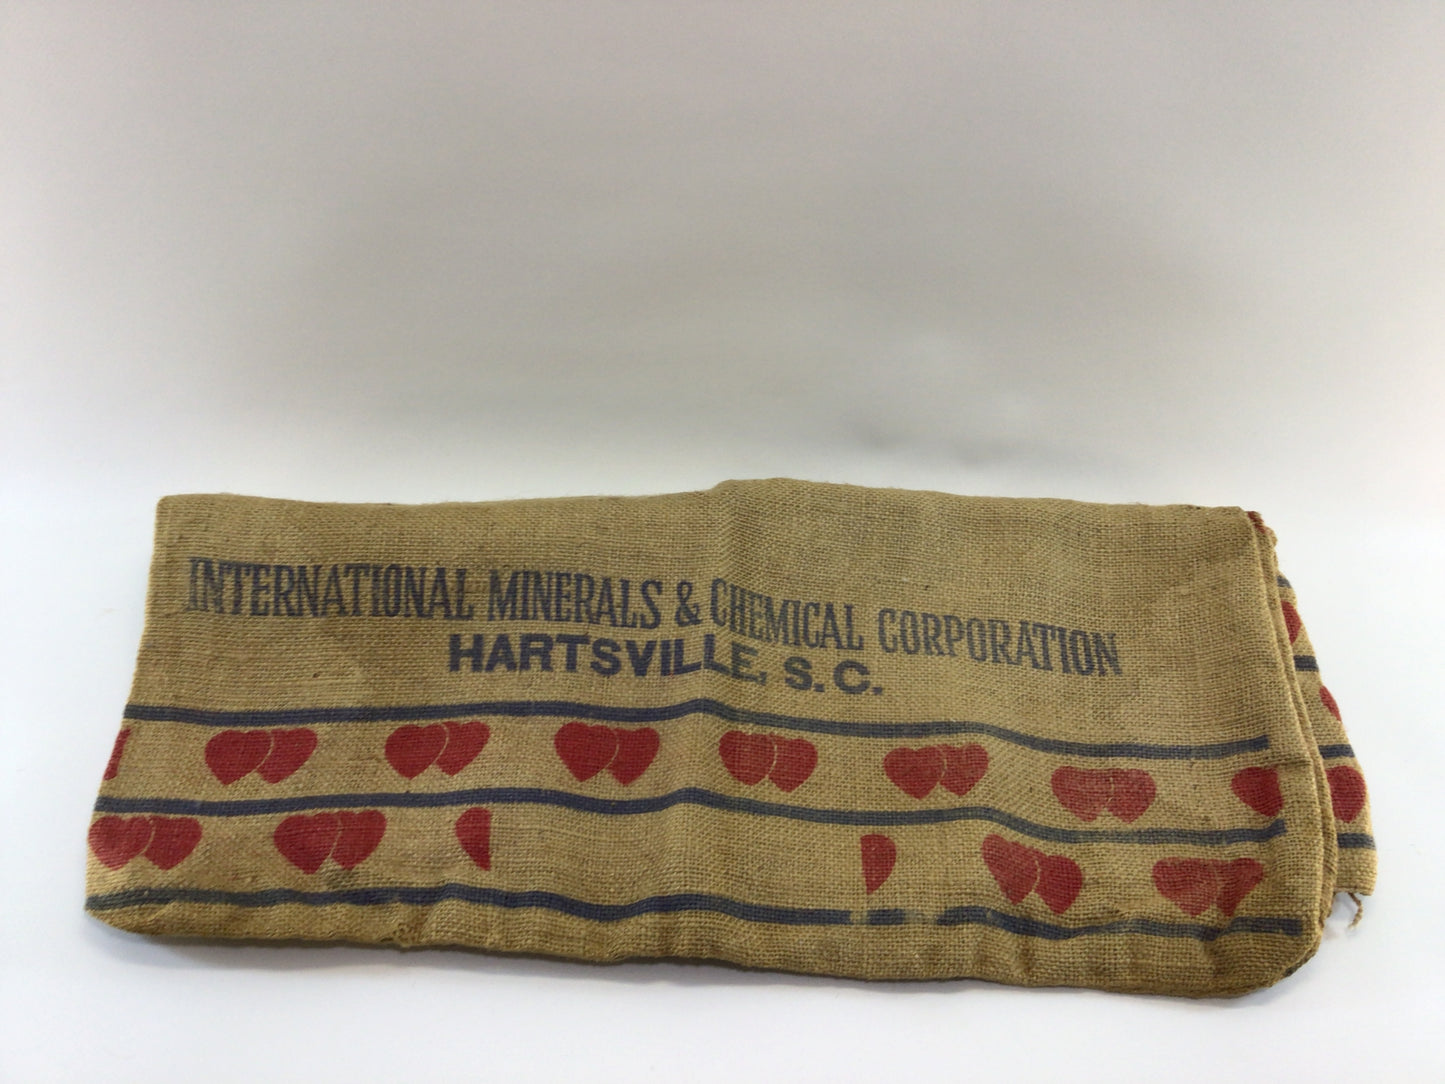 INTERNATIONAL MINERALS & CHEMICAL CORPORATION
HARTSVILLE, S.C.